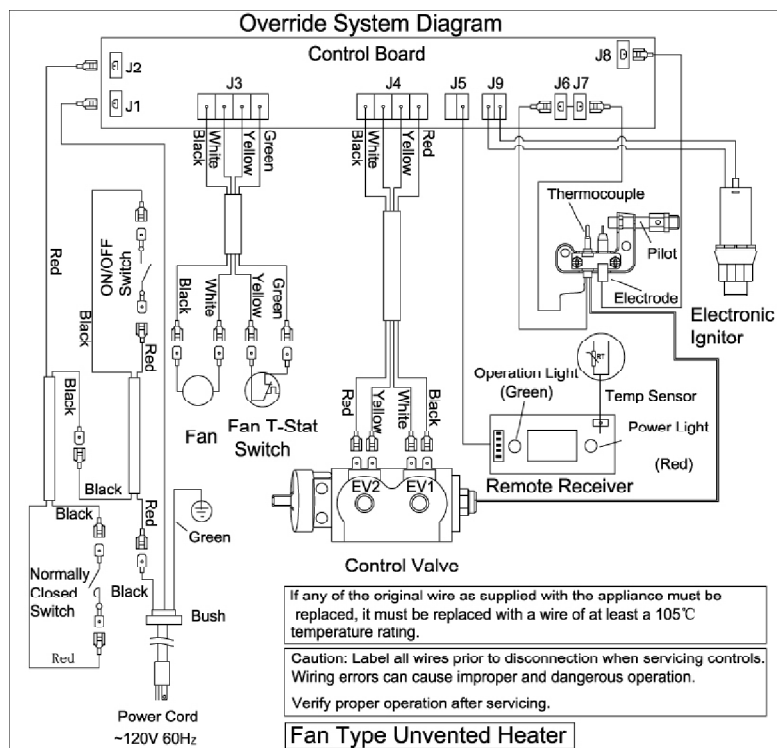 Override System Diagram
Control Board
J8
J2
J1
J3
J4
J5
J9
J6
J7
Black
White
Yellow
Green
Black
White
Yellow
Red
Thermocouple
Pilot
Electrode
Electronic
Ignitor
Red
ON/OFF
Switch
Black
Red
Black
White
Yellow
Green
Fan
Fan T-Stat
Switch
Red
Yellow
White
Black
Operation Light
(Green)
RT
Temp Sensor
Power Light
(Red)
Remote Receiver
Black
Black
Red
Black
EV2
EV1
Control Valve
Green
Normally
Closed
Switch
Black
Bush
Red
Power Cord
~120V 60Hz
If any of the original wire as supplied with the appliance must be
replaced, it must be replaced with a wire of at least a 105℃
temperature rating.
Caution: Label all wires prior to disconnection when servicing controls.
Wiring errors can cause improper and dangerous operation.
Verify proper operation after servicing.
Fan Type Unvented Heater